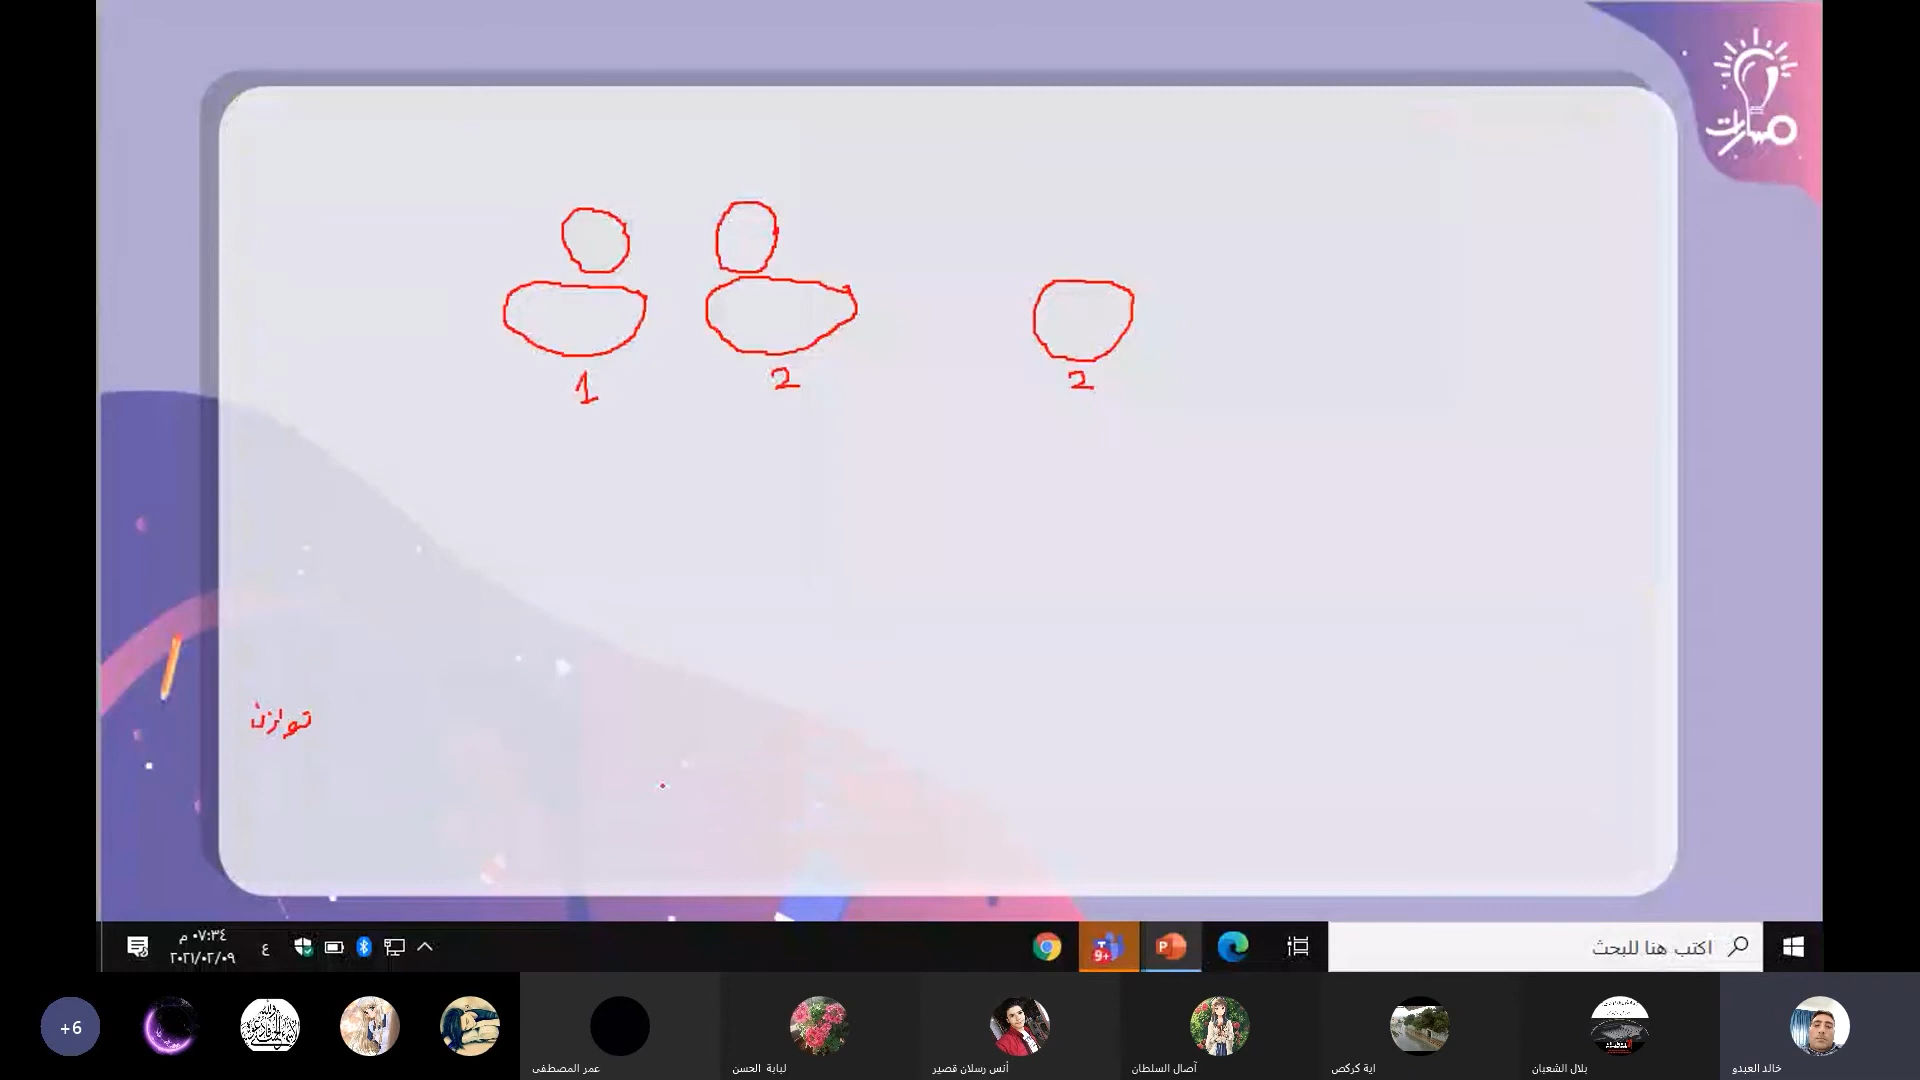 مسارات
1 2 2
توازن
اكتب هنا للبحث
9+
ع
٠٧:٣٤ م
٢٠٢١/٠٢/٠٩
+6
عمر المصطفى
لبابة الحسن
أنس رسلان قصير
آصال السلطان
اية كركص
بلال الشعبان
خالد العبدو